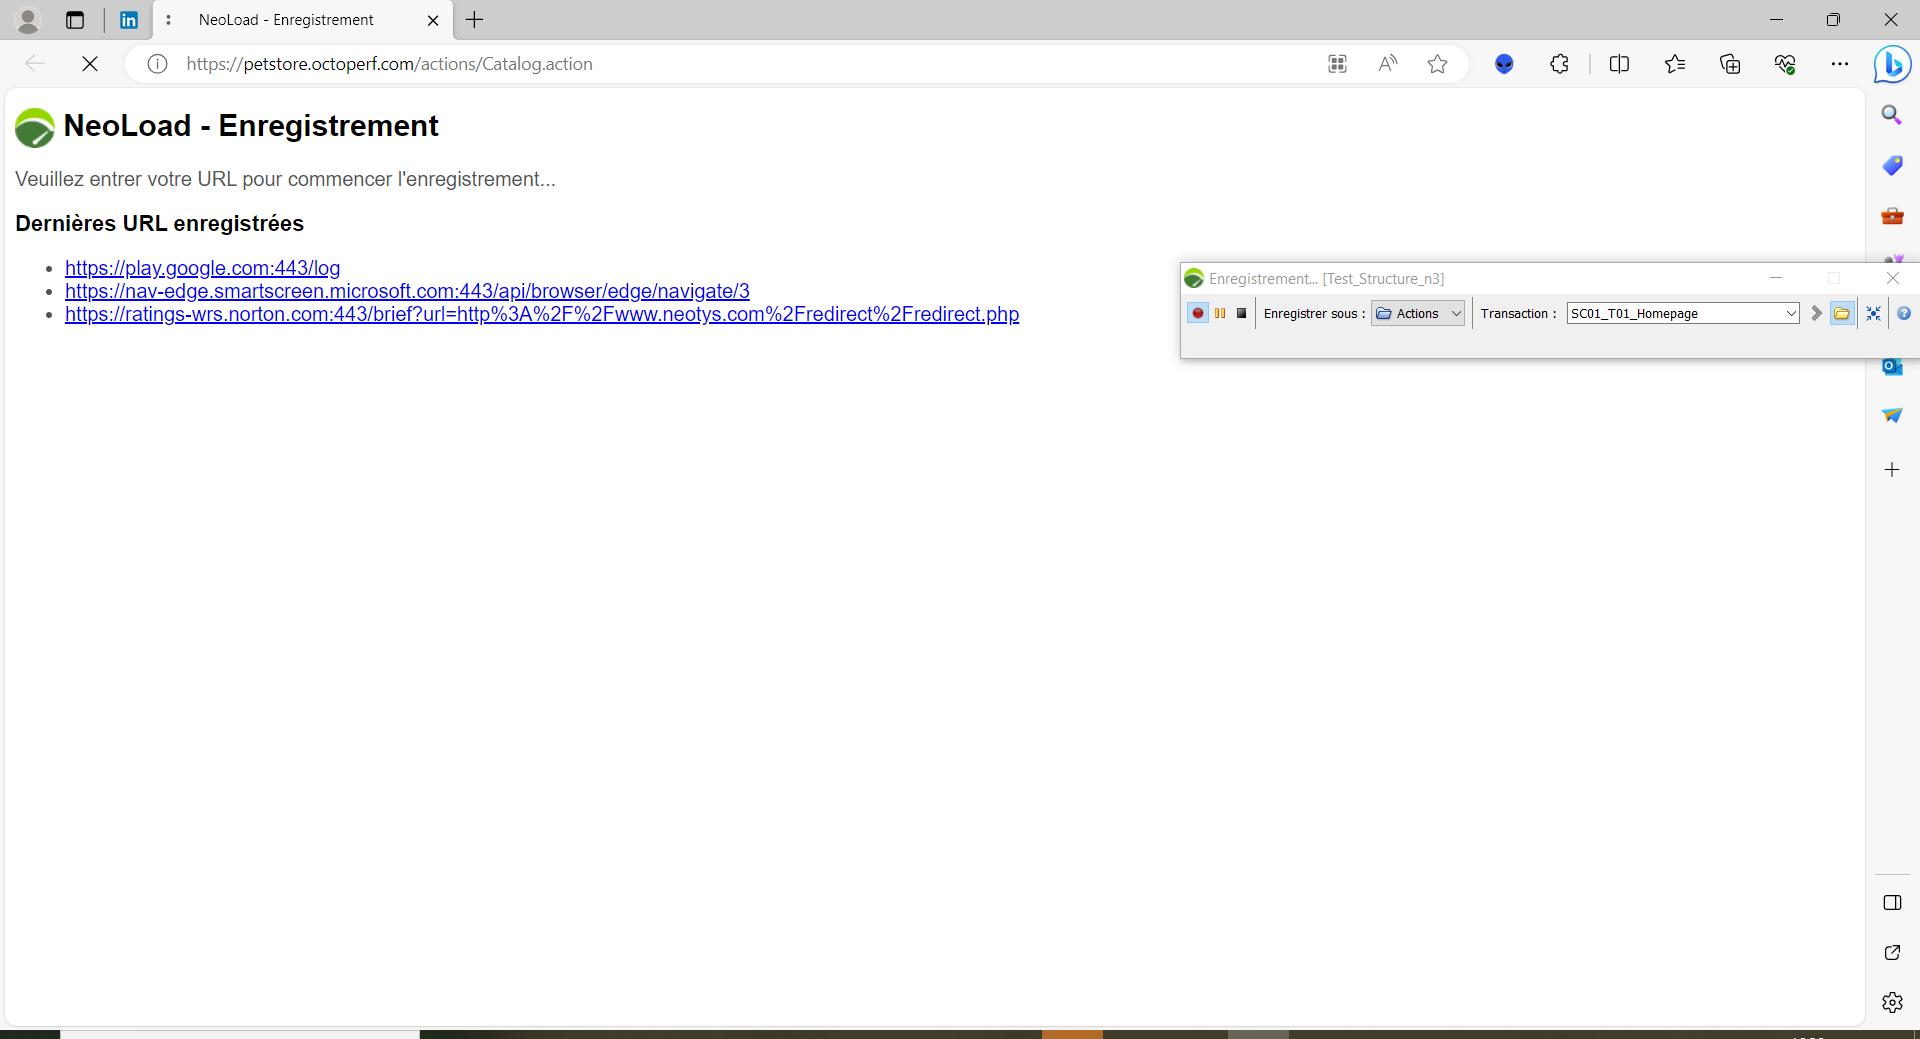 NeoLoad - Enregistrement
https://petstore.octoperf.com/actions/Catalog.action
NeoLoad - Enregistrement
Veuillez entrer votre URL pour commencer l'enregistrement...
Dernières URL enregistrées
https://play.google.com:443/log
https://nav-edge.smartscreen.microsoft.com:443/api/browser/edge/navigate/3
https://ratings-wrs.norton.com:443/brief?url=http%3A%2F%2Fwww.neotys.com%2Fredirect%2Fredirect.php
Enregistrement... [Test_Structure_n3]
Enregistrer sous : Actions Transaction : SC01_T01_Homepage